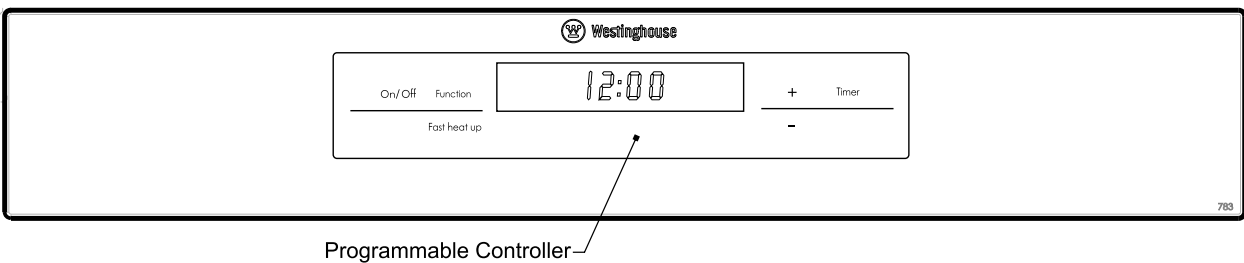 Westinghouse
12:00
On/Off Function + Timer
Fast heat up -
783
Programmable Controller